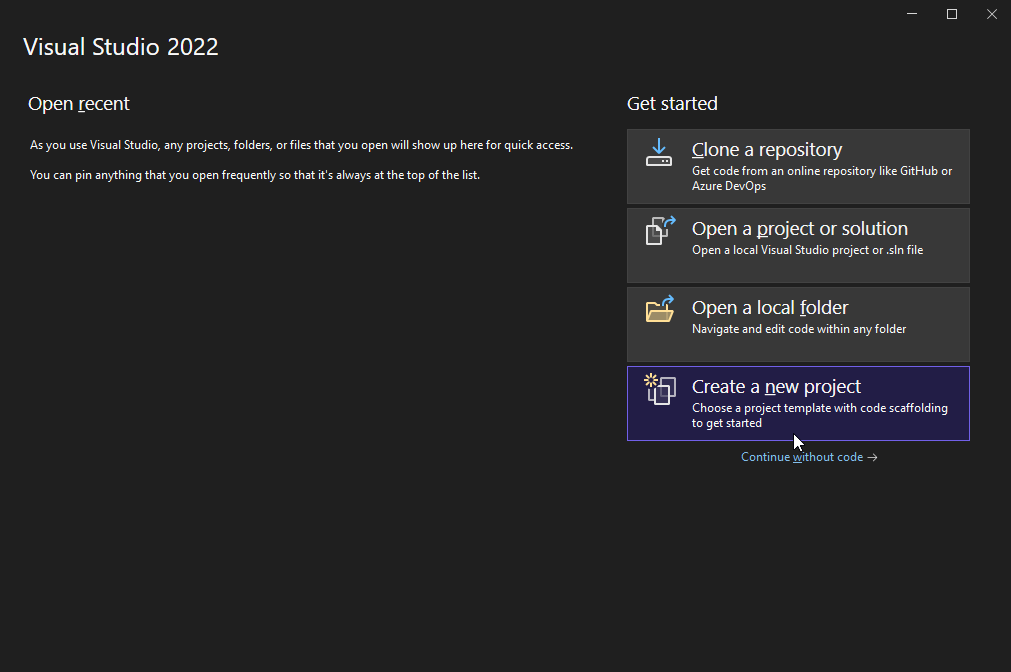 Visual Studio 2022
Open recent
As you use Visual Studio, any projects, folders, or files that you open will show up here for quick access.
You can pin anything that you open frequently so that it's always at the top of the list.
Get started
Clone a repository
Get code from an online repository like GitHub or
Azure DevOps
Open a project or solution
Open a local Visual Studio project or .sln file
Open a local folder
Navigate and edit code within any folder
Create a new project
Choose a project template with code scaffolding
to get started
Continue without code →